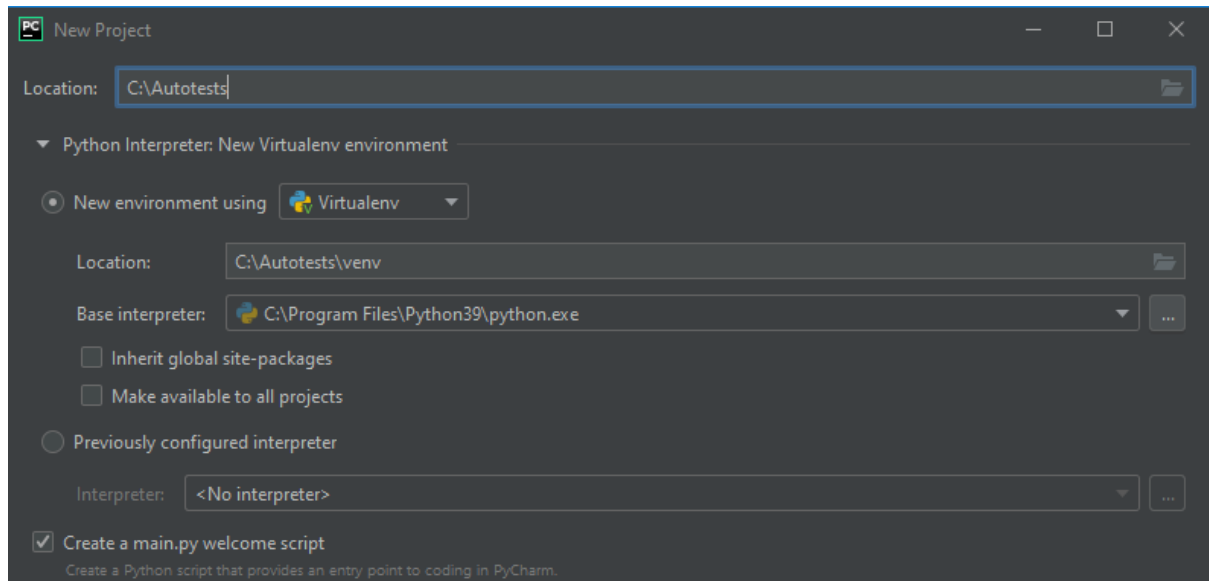 PC New Project
Location: C:\Autotests
Python Interpreter: New Virtualenv environment
New environment using Virtualenv
Location: C:\Autotests\venv
Base interpreter: C:\Program Files\Python39\python.exe ...
Inherit global site-packages
Make available to all projects
Previously configured interpreter
Interpreter: <No interpreter> ...
Create a main.py welcome script
Create a Python script that provides an entry point to coding in PyCharm.